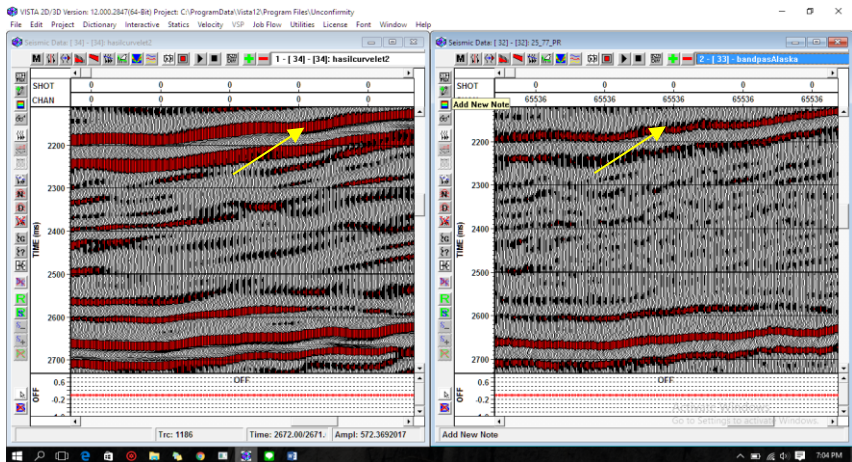 VISTA 2D/3D Version: 12.000.2847(64-Bit) Project: C:\ProgramData\Vista12\Program Files\Unconfirmity
File Edit Project Dictionary Interactive Statics Velocity VSP Job Flow Utilities License Font Window Help
Seismic Data: [ 34] - [34]: hasilcurvelet2
1 - [ 34] - [34]: hasilcurvelet2
SHOT 0 0 0 0 0
CHAN 0 0 0 0 0
2200
2300
2400
2500
2600
2700
TIME (ms)
OFF
0.6
-0.2
OFF
Trc: 1186 Time: 2672.00/2671. Ampl: 572.3692017
Seismic Data: [ 32] - [32]: 25_77_PR
2 - [ 33] - bandpasAlaska
SHOT 0 0 0 0 0
Add New Note 65536 65536 65536 65536 65536
2200
2300
2400
2500
2600
2700
TIME (ms)
OFF
0.6
-0.2
OFF
Activate Windows
Go to Settings to activate Windows.
Add New Note
7:04 PM